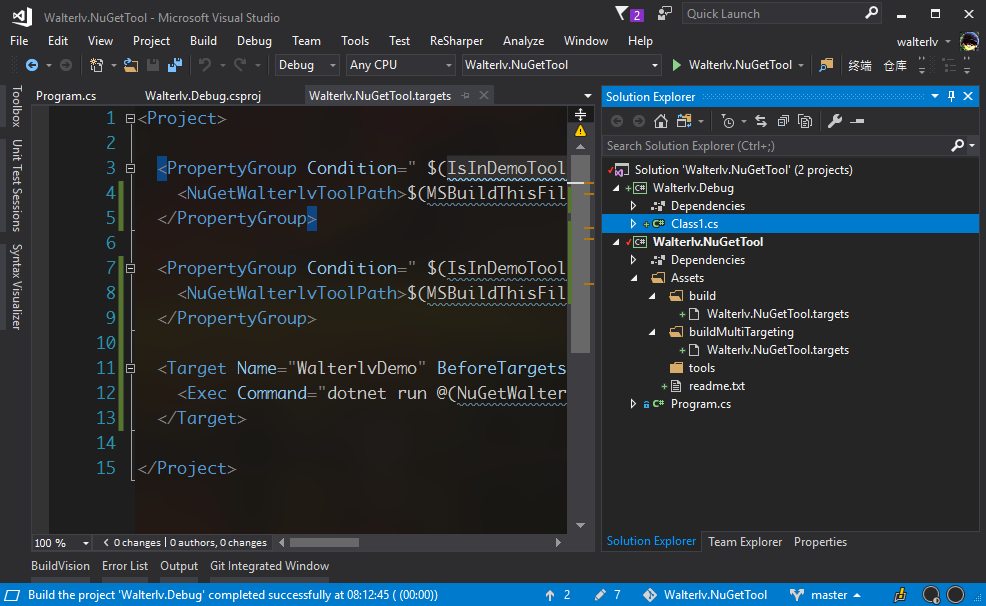 Walterlv.NuGetTool - Microsoft Visual Studio
2
Quick Launch
File Edit View Project Build Debug Team Tools Test ReSharper Analyze Window Help
walterlv
Debug Any CPU Walterlv.NuGetTool Walterlv.NuGetTool 终端 仓库
Toolbox
Unit Test Sessions
Syntax Visualizer
Program.cs Walterlv.Debug.csproj Walterlv.NuGetTool.targets
1 <Project>
2
3 <PropertyGroup Condition=" $(IsInDemoTool
4 <NuGetWalterlvToolPath>$(MSBuildThisFil
5 </PropertyGroup>
6
7 <PropertyGroup Condition=" $(IsInDemoTool
8 <NuGetWalterlvToolPath>$(MSBuildThisFil
9 </PropertyGroup>
10
11 <Target Name="WalterlvDemo" BeforeTargets
12 <Exec Command="dotnet run @(NuGetWalter
13 </Target>
14
15 </Project>
100 % 0 changes | 0 authors, 0 changes
Solution Explorer
Search Solution Explorer (Ctrl+;)
Solution 'Walterlv.NuGetTool' (2 projects)
C# Walterlv.Debug
Dependencies
C# Class1.cs
C# Walterlv.NuGetTool
Dependencies
Assets
build
Walterlv.NuGetTool.targets
buildMultiTargeting
Walterlv.NuGetTool.targets
tools
readme.txt
C# Program.cs
Solution Explorer Team Explorer Properties
BuildVision Error List Output Git Integrated Window
Build the project 'Walterlv.Debug' completed successfully at 08:12:45 ( (00:00)) 2 7 Walterlv.NuGetTool master